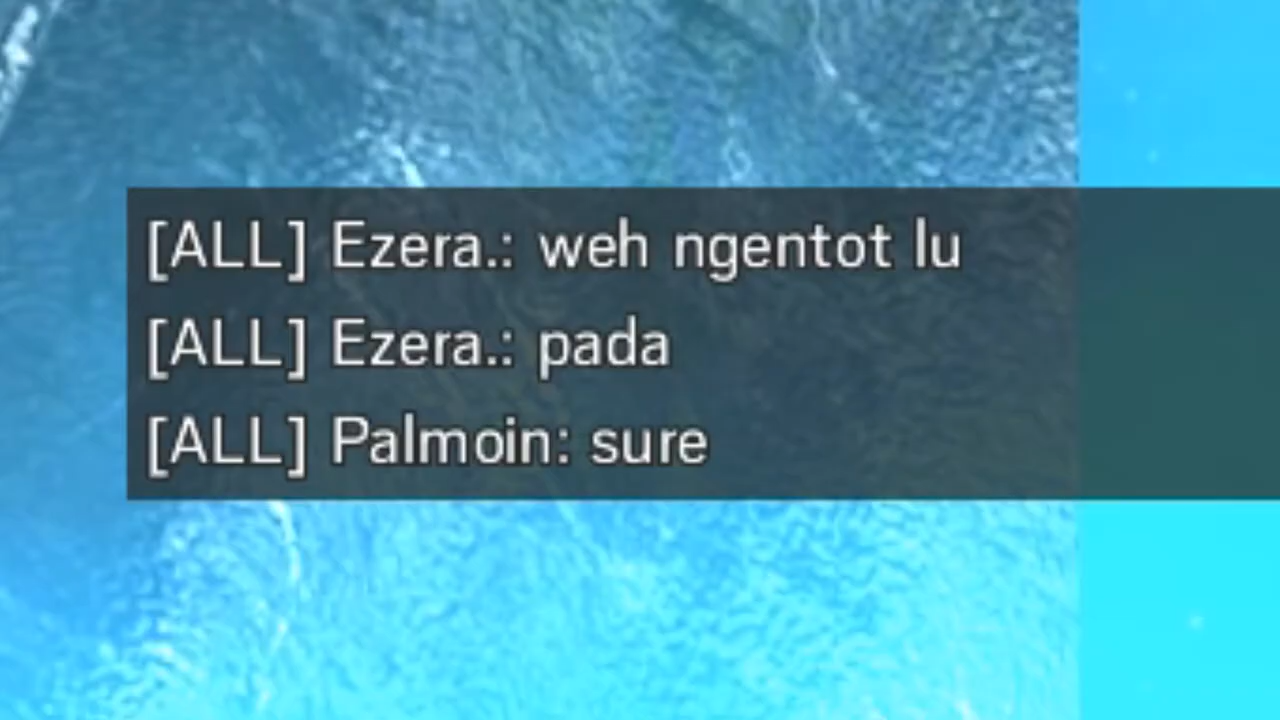 [ALL] Ezera.: weh ngentot lu
[ALL] Ezera.: pada
[ALL] Palmoin: sure